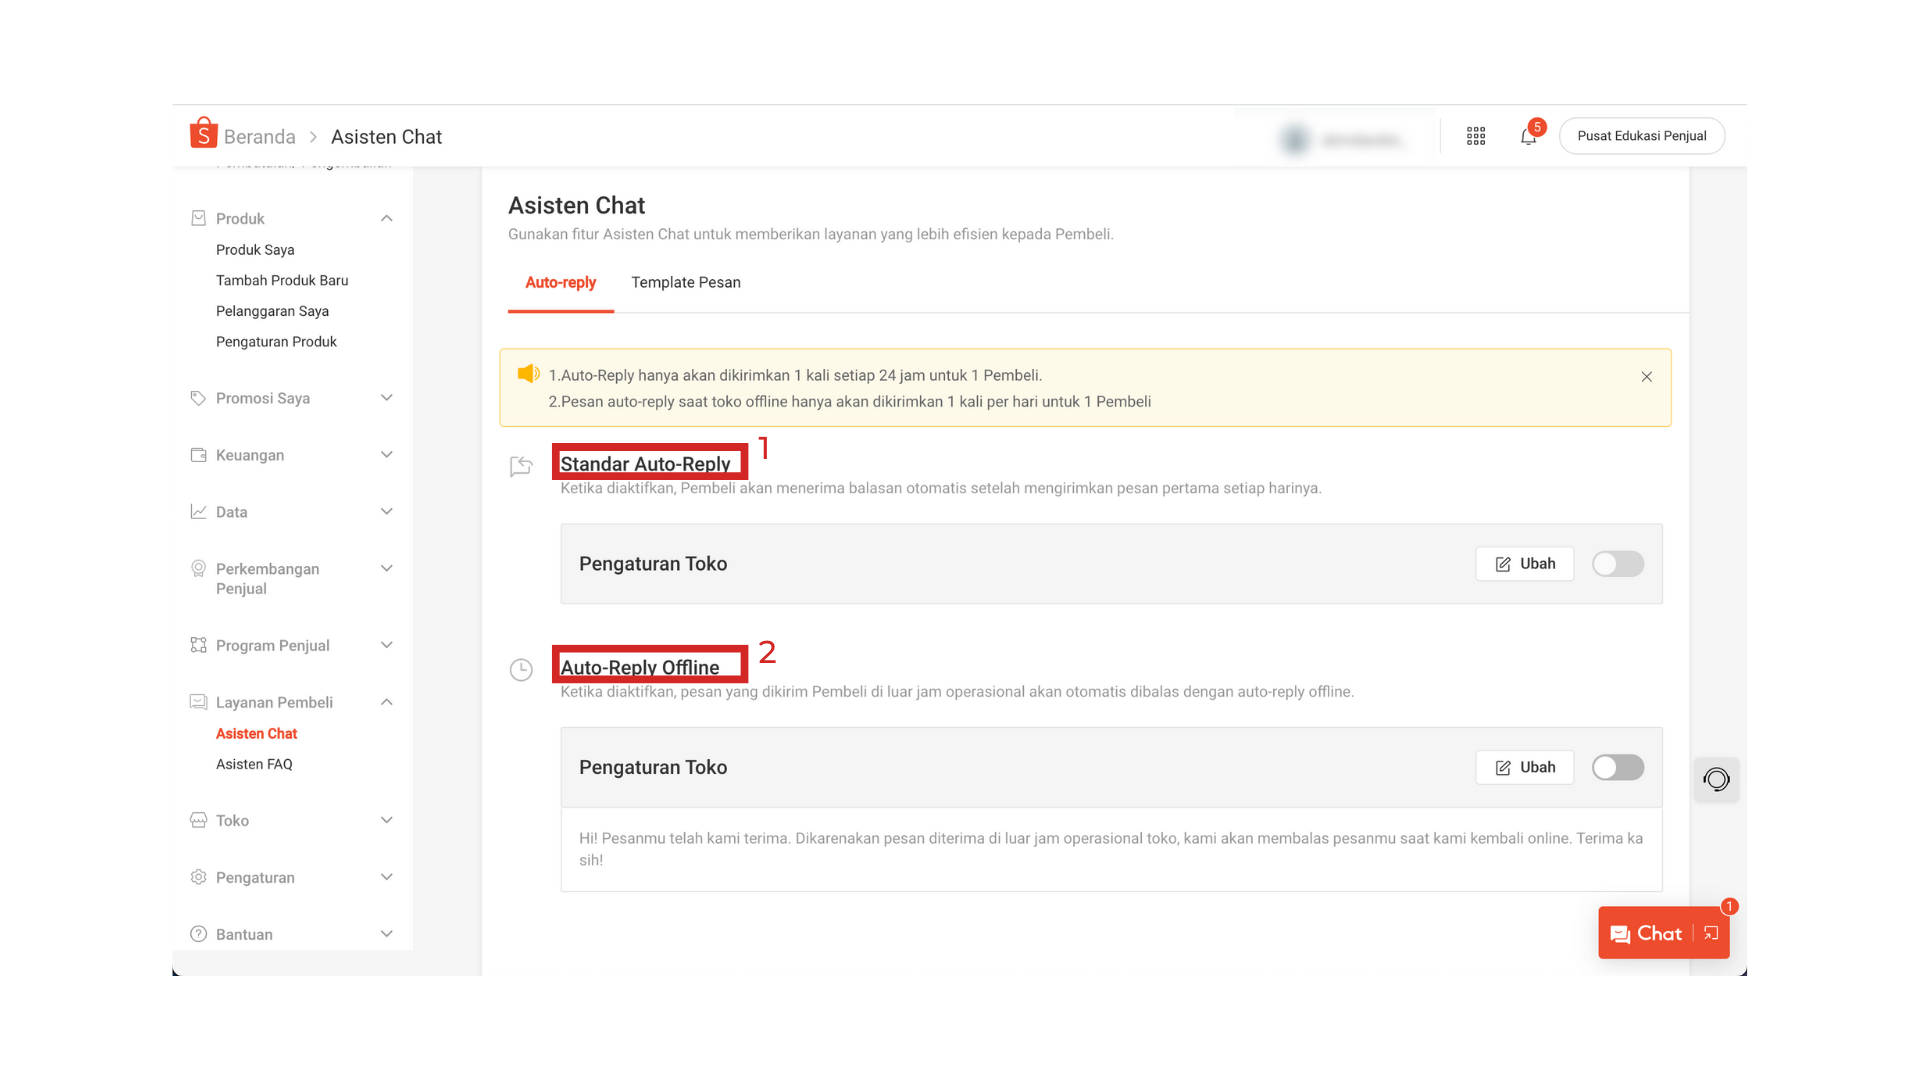 S Beranda > Asisten Chat
5
Pusat Edukasi Penjual
Produk
Produk Saya
Tambah Produk Baru
Pelanggaran Saya
Pengaturan Produk
Promosi Saya
Keuangan
Data
Perkembangan
Penjual
Program Penjual
Layanan Pembeli
Asisten Chat
Asisten FAQ
Toko
Pengaturan
Bantuan
Asisten Chat
Gunakan fitur Asisten Chat untuk memberikan layanan yang lebih efisien kepada Pembeli.
Auto-reply Template Pesan
1.Auto-Reply hanya akan dikirimkan 1 kali setiap 24 jam untuk 1 Pembeli.
2.Pesan auto-reply saat toko offline hanya akan dikirimkan 1 kali per hari untuk 1 Pembeli
Standar Auto-Reply 1
Ketika diaktifkan, Pembeli akan menerima balasan otomatis setelah mengirimkan pesan pertama setiap harinya.
Pengaturan Toko Ubah
Auto-Reply Offline 2
Ketika diaktifkan, pesan yang dikirim Pembeli di luar jam operasional akan otomatis dibalas dengan auto-reply offline.
Pengaturan Toko Ubah
Hi! Pesanmu telah kami terima. Dikarenakan pesan diterima di luar jam operasional toko, kami akan membalas pesanmu saat kami kembali online. Terima ka
sih!
1
Chat